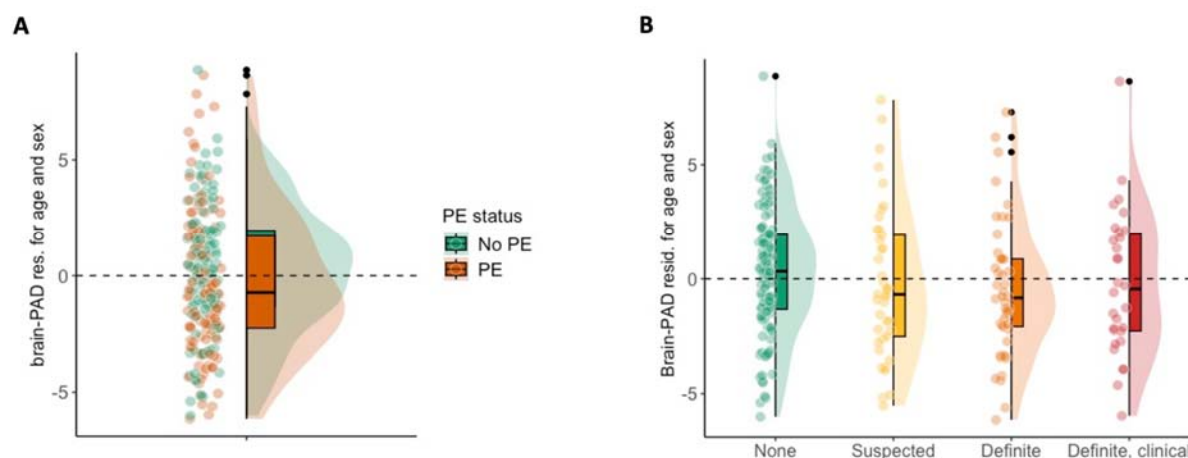 A
brain-PAD res. for age and sex
5
0
-5
PE status
No PE
PE
B
Brain-PAD resid. for age and sex
5
0
-5
None
Suspected
Definite
Definite, clinical